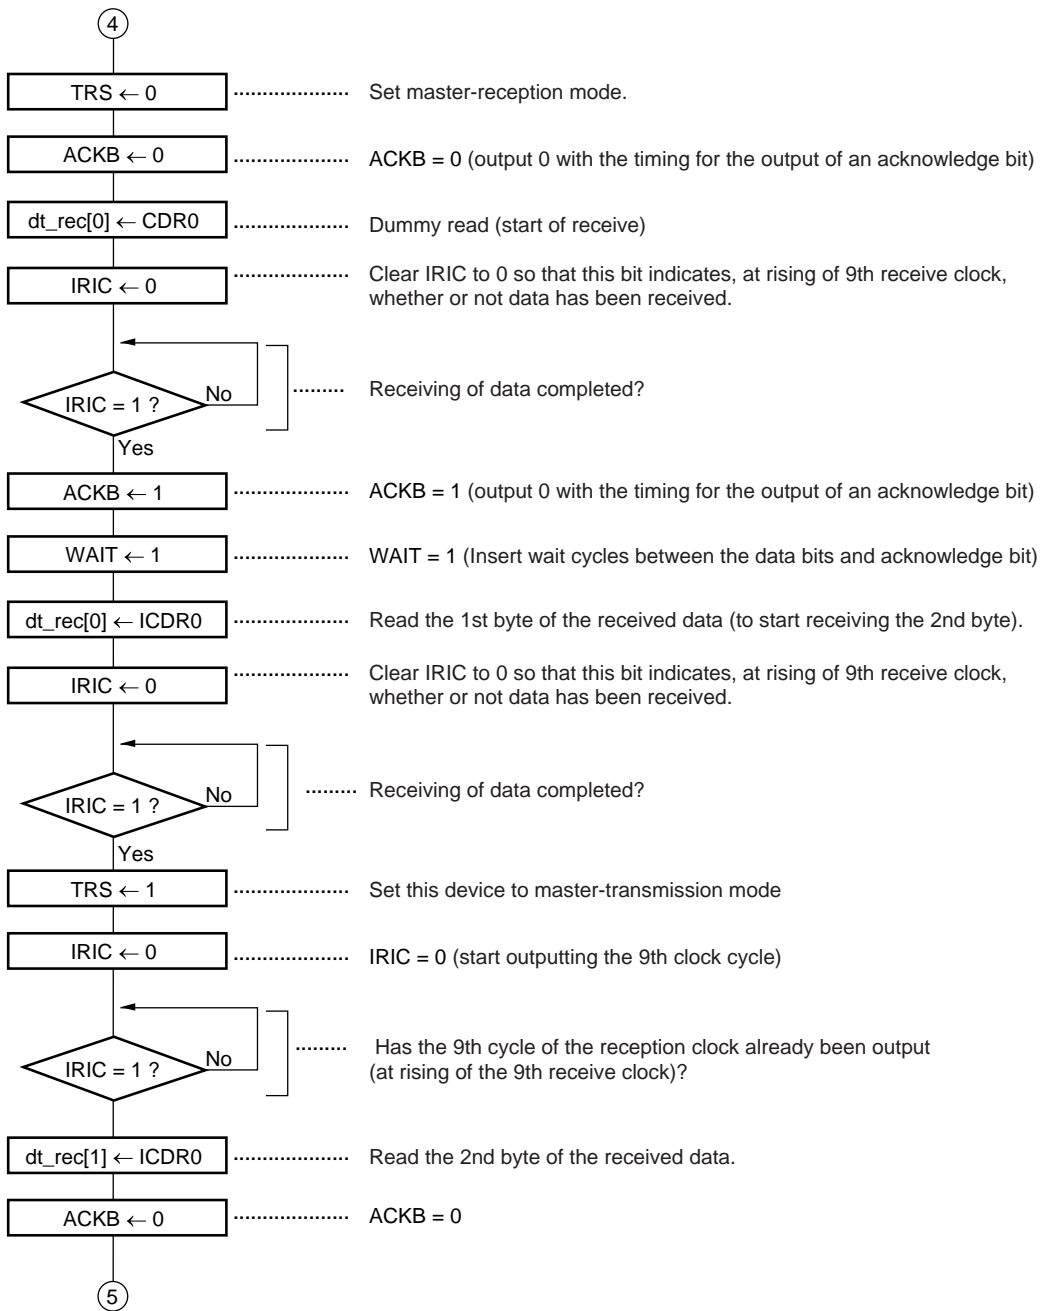 4
TRS ← 0
Set master-reception mode.
ACKB ← 0
ACKB = 0 (output 0 with the timing for the output of an acknowledge bit)
dt_rec[0] ← CDR0
Dummy read (start of receive)
IRIC ← 0
Clear IRIC to 0 so that this bit indicates, at rising of 9th receive clock,
whether or not data has been received.
IRIC = 1 ?
No
Receiving of data completed?
Yes
ACKB ← 1
ACKB = 1 (output 0 with the timing for the output of an acknowledge bit)
WAIT ← 1
WAIT = 1 (Insert wait cycles between the data bits and acknowledge bit)
dt_rec[0] ← ICDR0
Read the 1st byte of the received data (to start receiving the 2nd byte).
IRIC ← 0
Clear IRIC to 0 so that this bit indicates, at rising of 9th receive clock,
whether or not data has been received.
IRIC = 1 ?
No
Receiving of data completed?
Yes
TRS ← 1
Set this device to master-transmission mode
IRIC ← 0
IRIC = 0 (start outputting the 9th clock cycle)
IRIC = 1 ?
No
Has the 9th cycle of the reception clock already been output
(at rising of the 9th receive clock)?
dt_rec[1] ← ICDR0
Read the 2nd byte of the received data.
ACKB ← 0
ACKB = 0
5